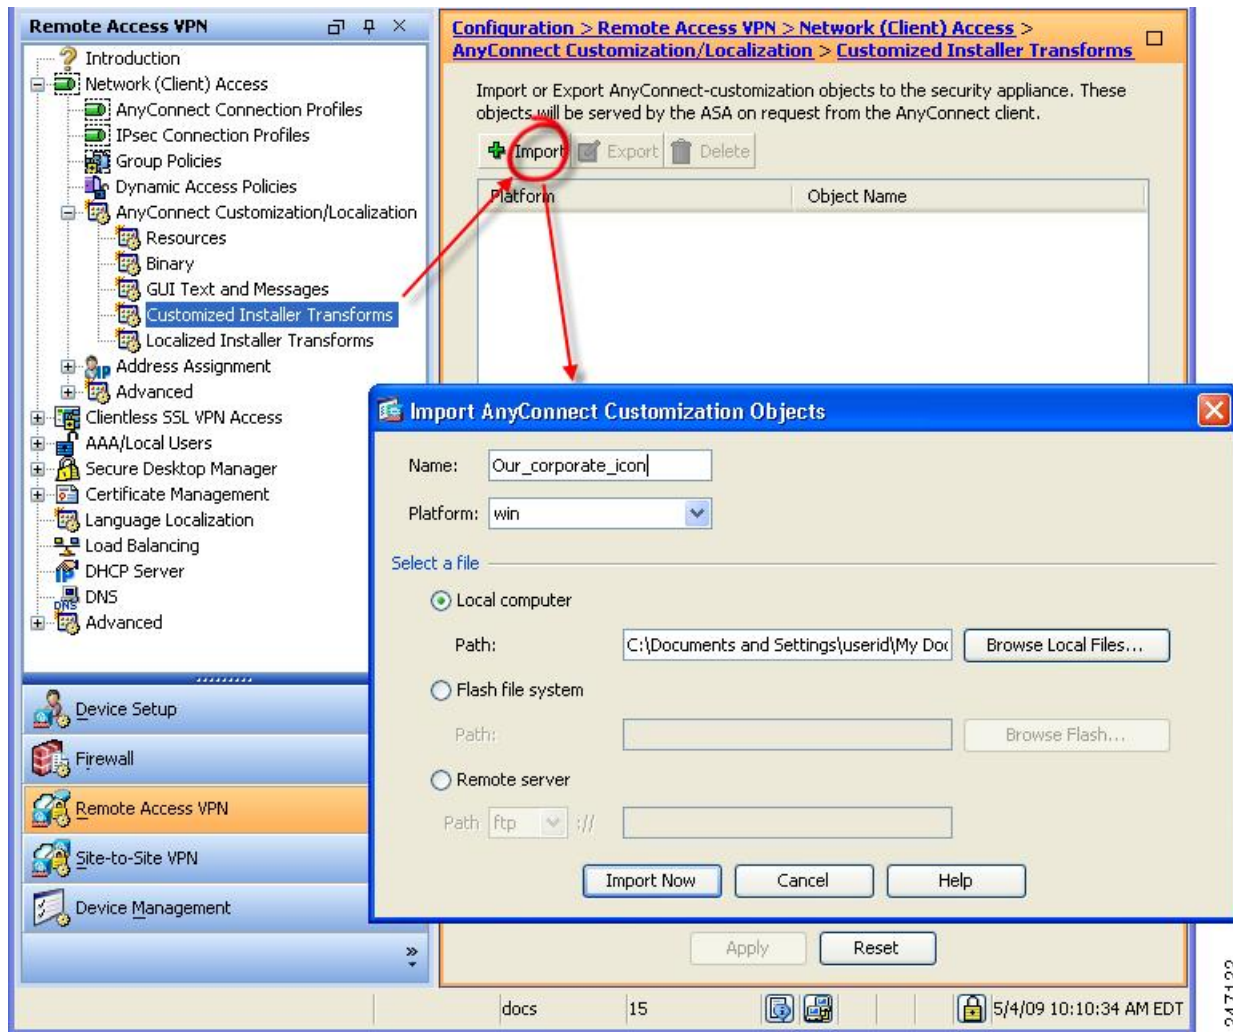 Remote Access VPN
Introduction
Network (Client) Access
AnyConnect Connection Profiles
IPsec Connection Profiles
Group Policies
Dynamic Access Policies
AnyConnect Customization/Localization
Resources
Binary
GUI Text and Messages
Customized Installer Transforms
Localized Installer Transforms
Address Assignment
Advanced
Clientless SSL VPN Access
AAA/Local Users
Secure Desktop Manager
Certificate Management
Language Localization
Load Balancing
DHCP Server
DNS
Advanced
Device Setup
Firewall
Remote Access VPN
Site-to-Site VPN
Device Management
Configuration > Remote Access VPN > Network (Client) Access >
AnyConnect Customization/Localization > Customized Installer Transforms
Import or Export AnyConnect-customization objects to the security appliance. These
objects will be served by the ASA on request from the AnyConnect client.
Import Export Delete
Platform Object Name
Import AnyConnect Customization Objects
Name: Our_corporate_icon
Platform: win
Select a file
Local computer
Path: C:\Documents and Settings\userid\My Doc Browse Local Files...
Flash file system
Path: Browse Flash...
Remote server
Path ftp ://
Import Now Cancel Help
Apply Reset
docs 15 5/4/09 10:10:34 AM EDT
247122